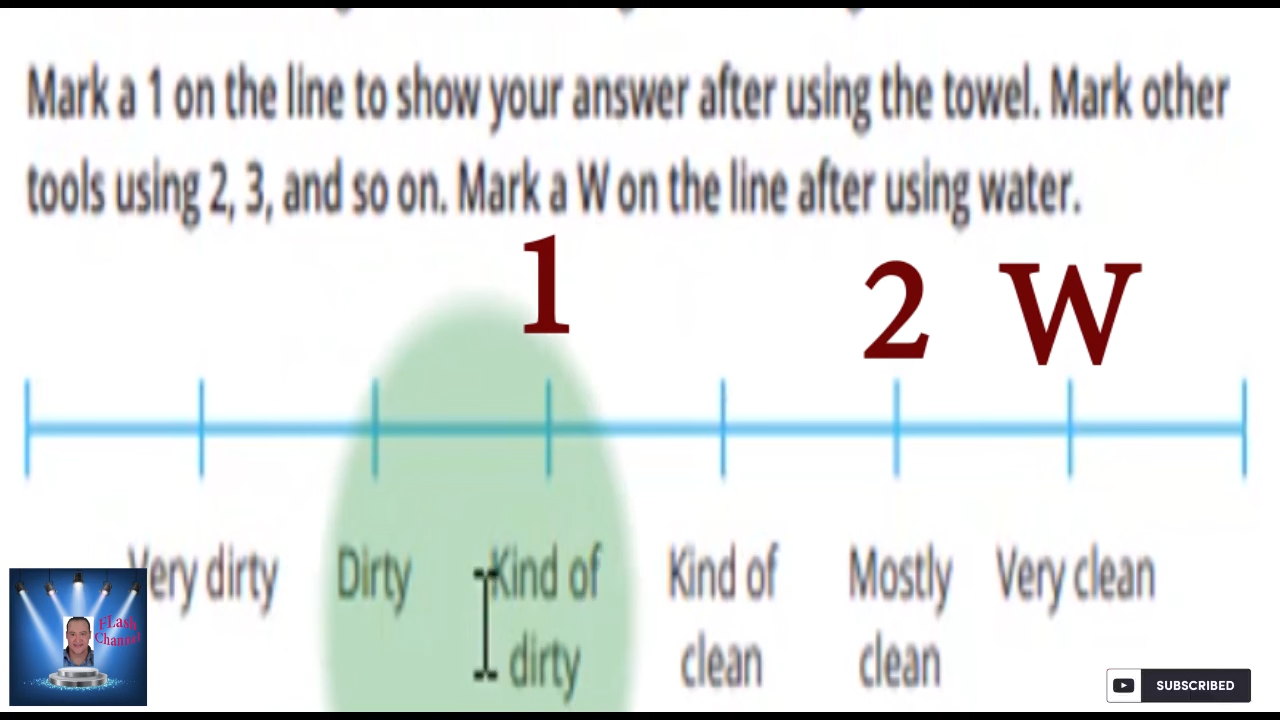 Mark a 1 on the line to show your answer after using the towel. Mark other
tools using 2, 3, and so on. Mark a W on the line after using water.
1 2 W
Very dirty Dirty Kind of Kind of Mostly Very clean
dirty clean clean
FLask
Channel
SUBSCRIBED